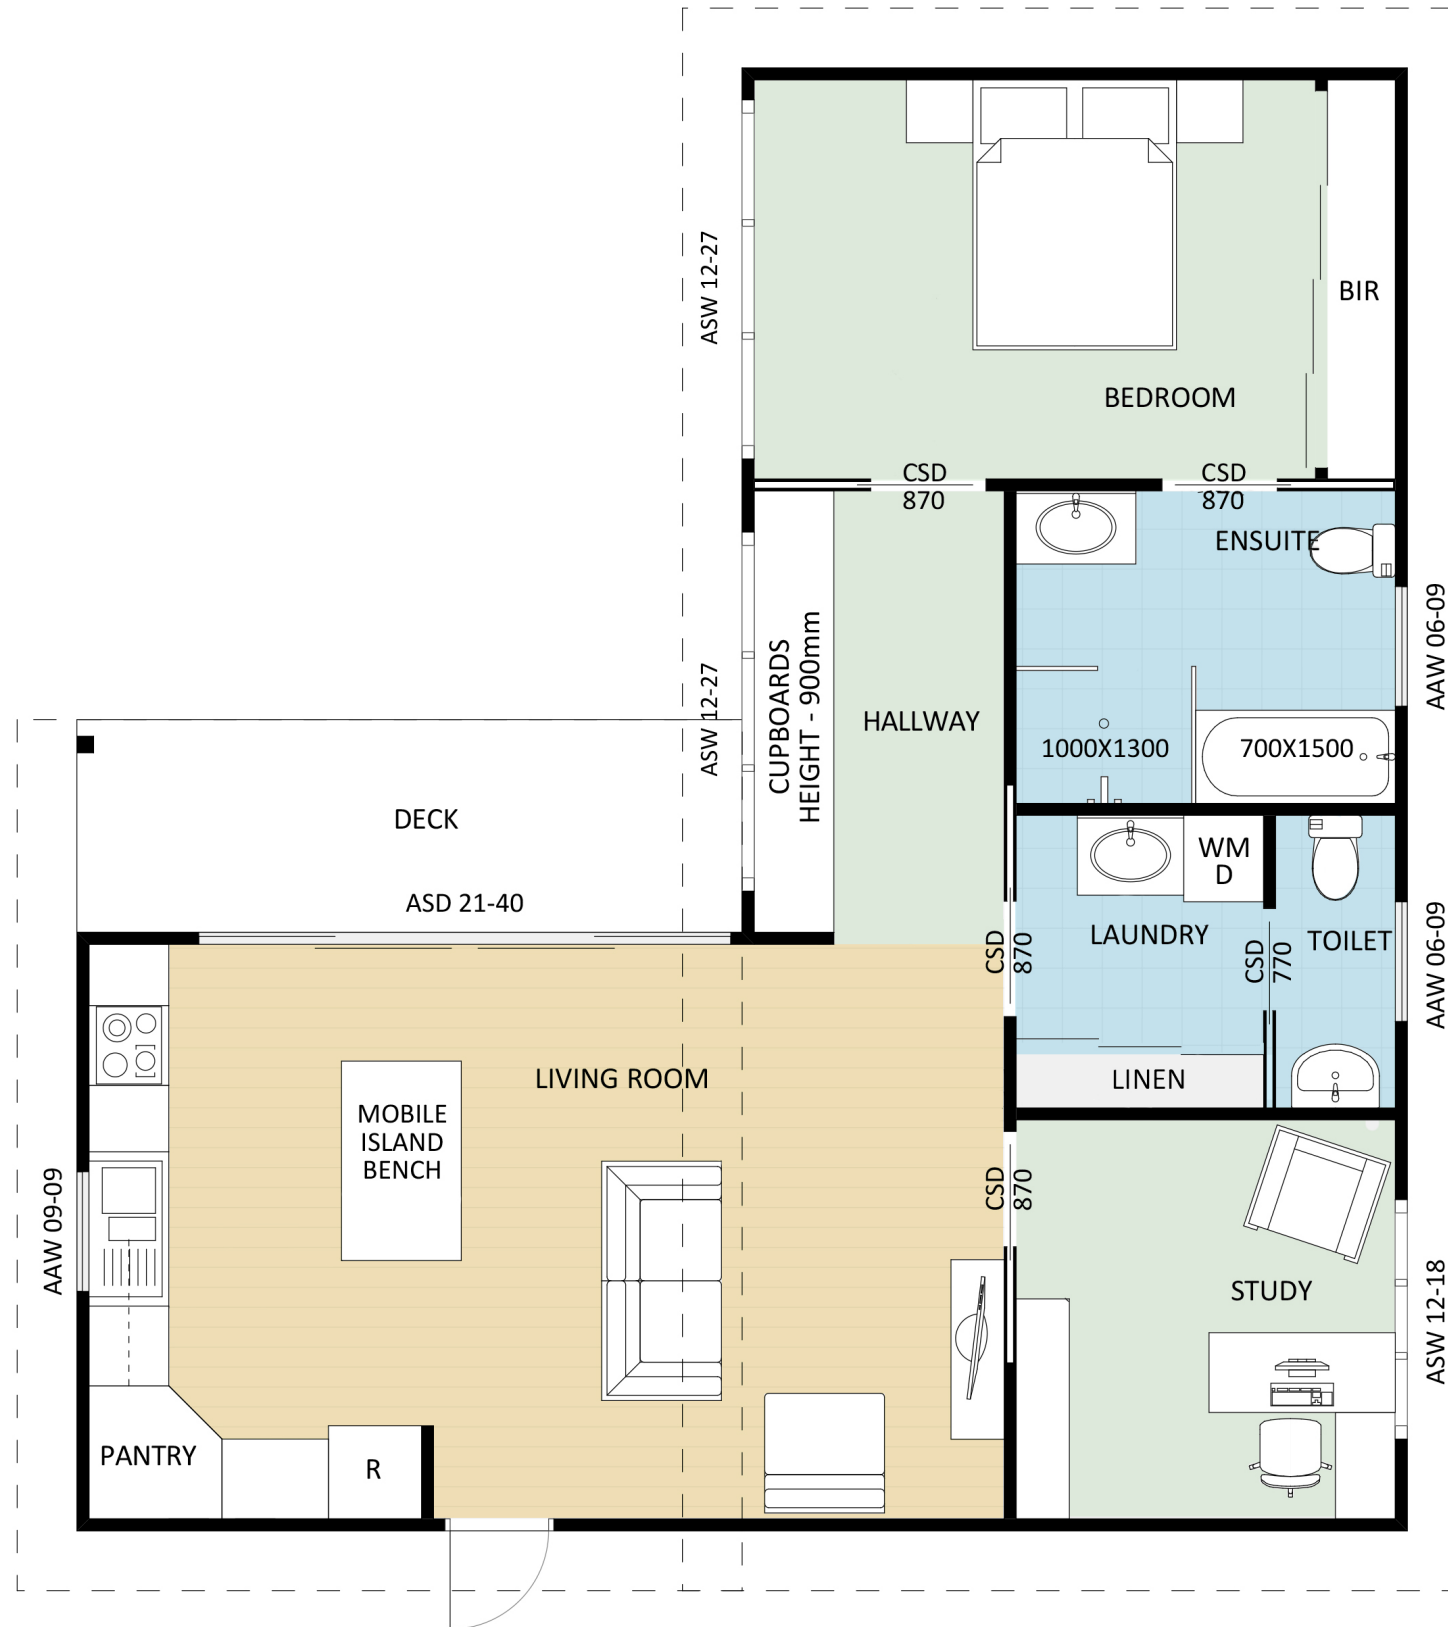 ASW 12-27
BIR
BEDROOM
CSD
870
CSD
870
ENSUITE
AAW 06-09
ASW 12-27
CUPBOARDS
HEIGHT - 900mm
HALLWAY
1000X1300
700X1500
DECK
ASD 21-40
WM
D
LAUNDRY
TOILET
CSD
870
CSD
770
AAW 06-09
LIVING ROOM
LINEN
MOBILE
ISLAND
BENCH
AAW 09-09
CSD
870
STUDY
ASW 12-18
PANTRY
R